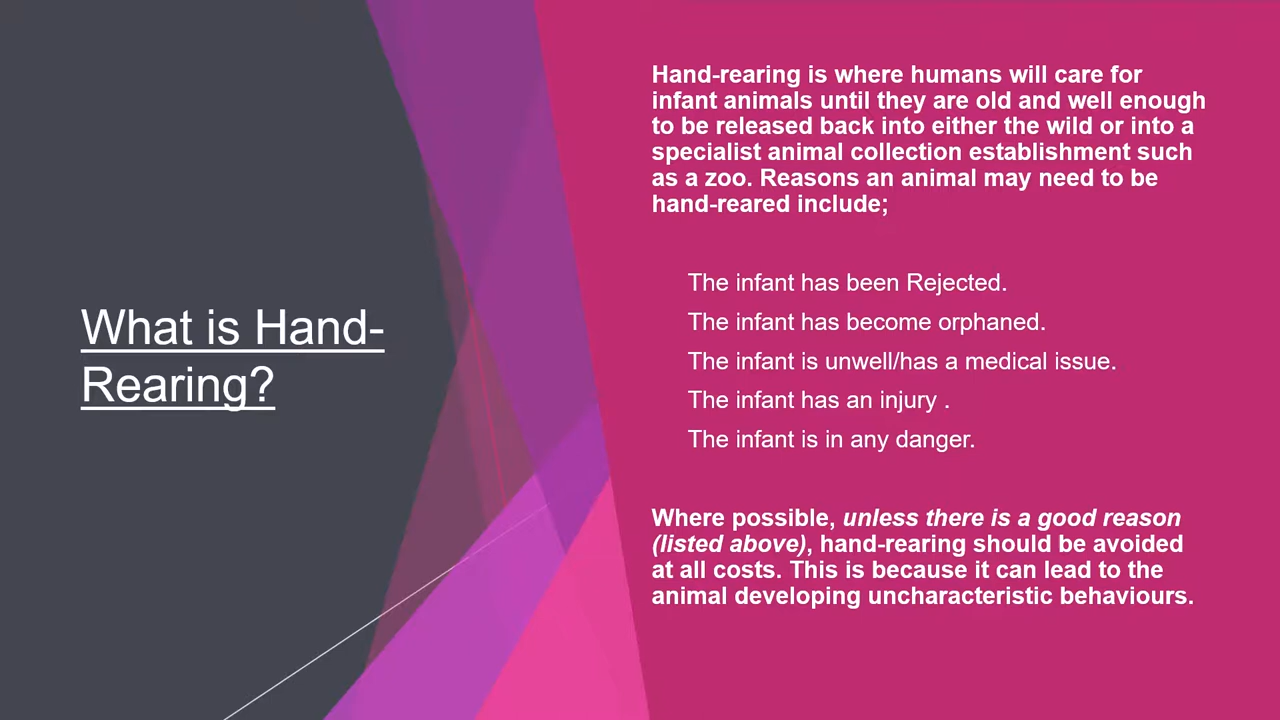 What is Hand-
Rearing?
Hand-rearing is where humans will care for
infant animals until they are old and well enough
to be released back into either the wild or into a
specialist animal collection establishment such
as a zoo. Reasons an animal may need to be
hand-reared include;
The infant has been Rejected.
The infant has become orphaned.
The infant is unwell/has a medical issue.
The infant has an injury .
The infant is in any danger.
Where possible, unless there is a good reason
(listed above), hand-rearing should be avoided
at all costs. This is because it can lead to the
animal developing uncharacteristic behaviours.